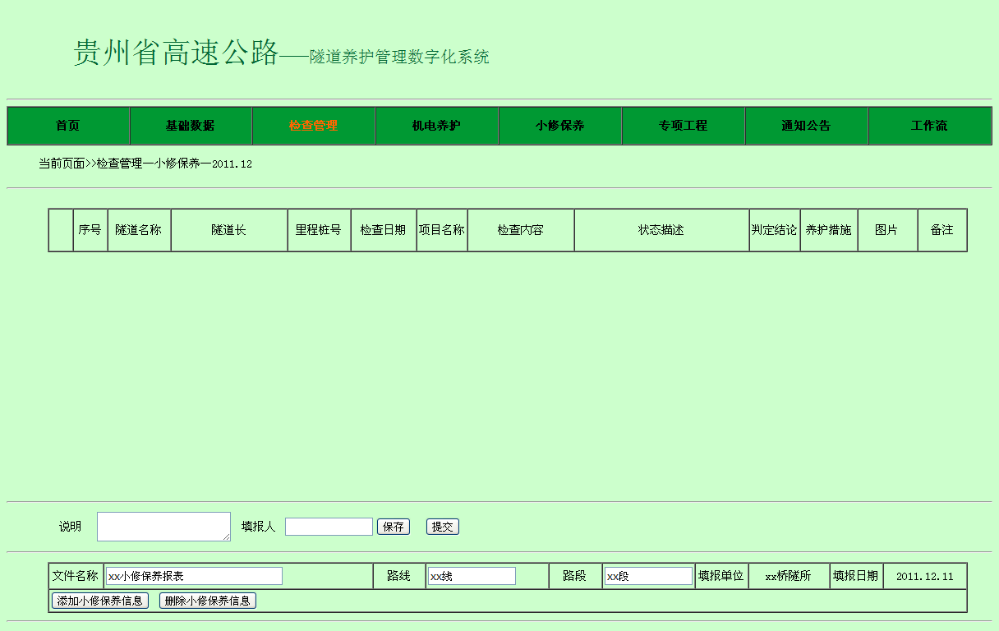 贵州省高速公路——隧道养护管理数字化系统
首页 基础数据 检查管理 机电养护 小修保养 专项工程 通知公告 工作流
当前页面>>检查管理—小修保养—2011.12
序号 隧道名称 隧道长 里程桩号 检查日期 项目名称 检查内容 状态描述 判定结论 养护措施 图片 备注
说明 填报人 保存 提交
文件名称 xx小修保养报表 路线 xx线 路段 xx段 填报单位 xx桥隧所 填报日期 2011.12.11
添加小修保养信息 删除小修保养信息